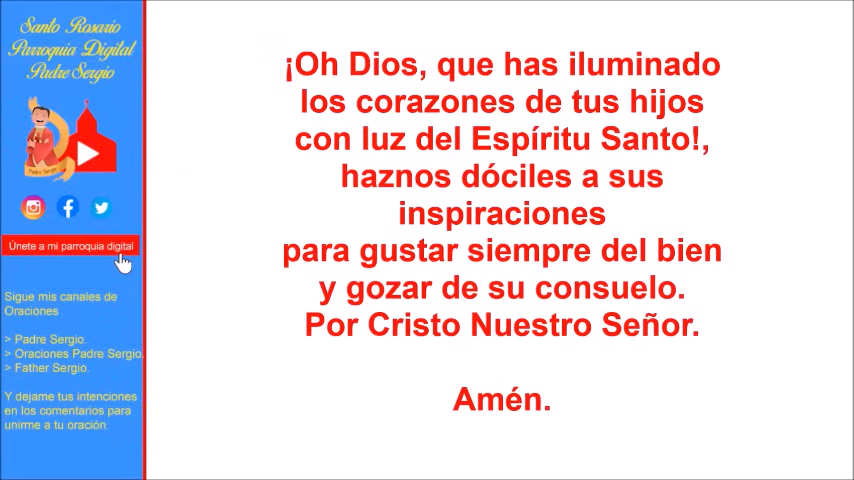 Santo Rosario
Parroquia Digital
Padre Sergio
Padre Sergio
Únete a mi parroquia digital
Sigue mis canales de
Oraciones
> Padre Sergio.
> Oraciones Padre Sergio.
> Father Sergio.
Y dejame tus intenciones
en los comentarios para
unirme a tu oración.
¡Oh Dios, que has iluminado
los corazones de tus hijos
con luz del Espíritu Santo!,
haznos dóciles a sus
inspiraciones
para gustar siempre del bien
y gozar de su consuelo.
Por Cristo Nuestro Señor.
Amén.